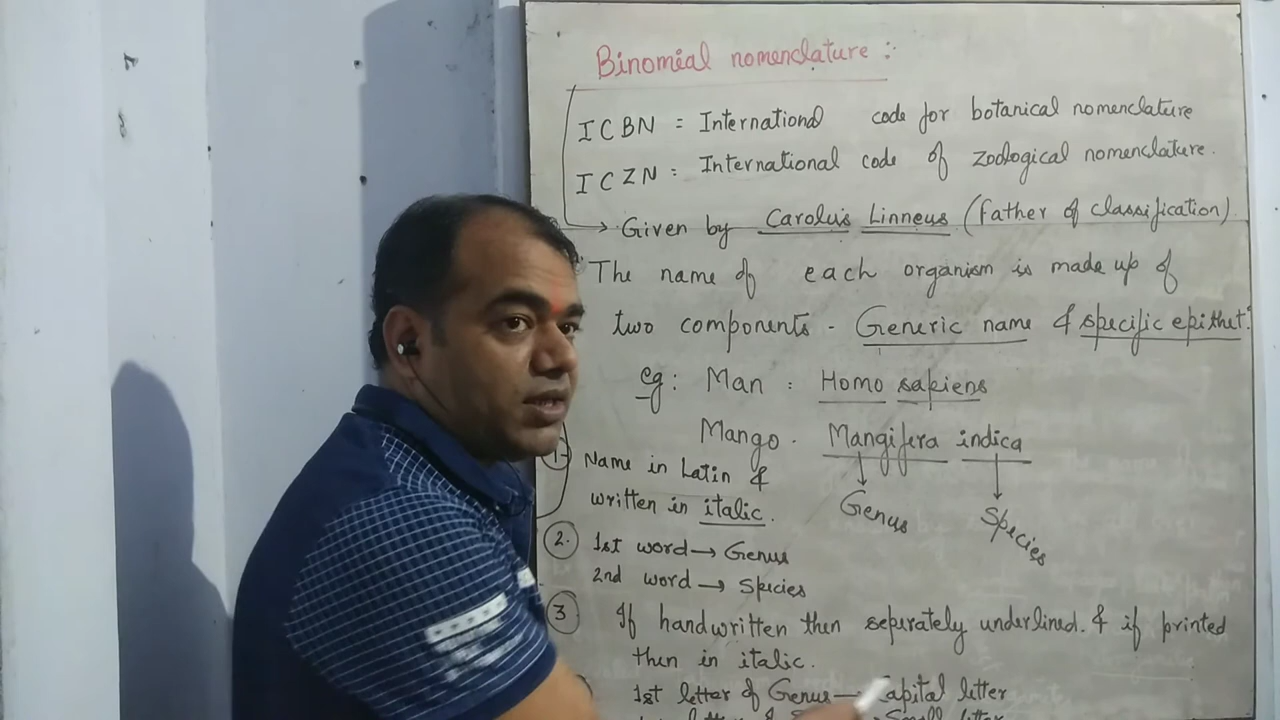 Binomial nomenclature :-
ICBN = Internationd code for botanical nomenclature
ICZN = International code of zoological nomenclature.
→ Given by Carolus Linneus (father of classification).
The name of each organism is made up of
two components - Generic name & specific epithet.
eg: Man : Homo sapiens
Mango - Mangifera indica
Genus Species
1- Name in Latin &
written in italic.
2. 1st word → Genus
2nd word → Species
3 If handwritten then seperately underlined. & if printed
then in italic.
1st letter of Genus — Capital letter
Small letter